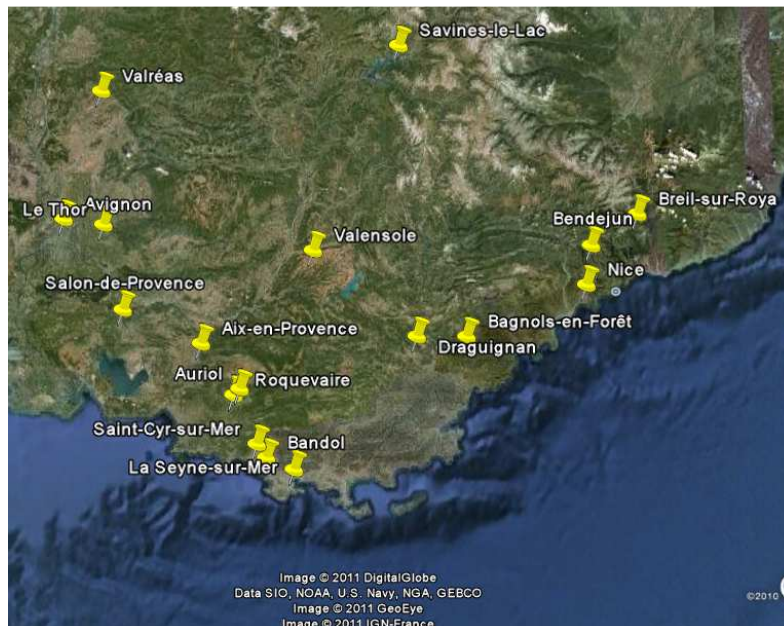 Savines-le-Lac
Valréas
Breil-sur-Roya
Le Thor
Avignon
Bendejun
Valensole
Nice
Salon-de-Provence
Aix-en-Provence
Bagnols-en-Forêt
Draguignan
Auriol
Roquevaire
Saint-Cyr-sur-Mer
Bandol
La Seyne-sur-Mer
Image © 2011 DigitalGlobe
Data SIO, NOAA, U.S. Navy, NGA, GEBCO
©2010
Image © 2011 GeoEye
Image © 2011 IGN-France